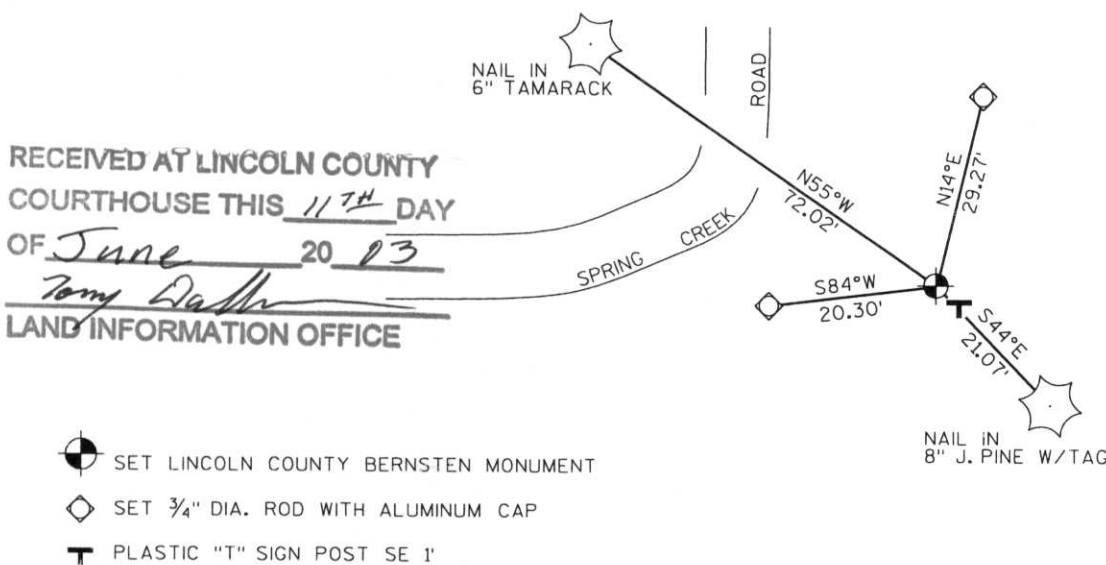 NAIL IN
6" TAMARACK
ROAD
N14°E
29.27'
N55°W
72.02'
RECEIVED AT LINCOLN COUNTY
COURTHOUSE THIS 11TH DAY
OF June 20 03
Tony
LAND INFORMATION OFFICE
SPRING CREEK
S84°W
20.30'
S44°E
21.07'
NAIL IN
8" J. PINE W/TAG
SET LINCOLN COUNTY BERNSTEN MONUMENT
SET 3/4" DIA. ROD WITH ALUMINUM CAP
PLASTIC "T" SIGN POST SE 1'